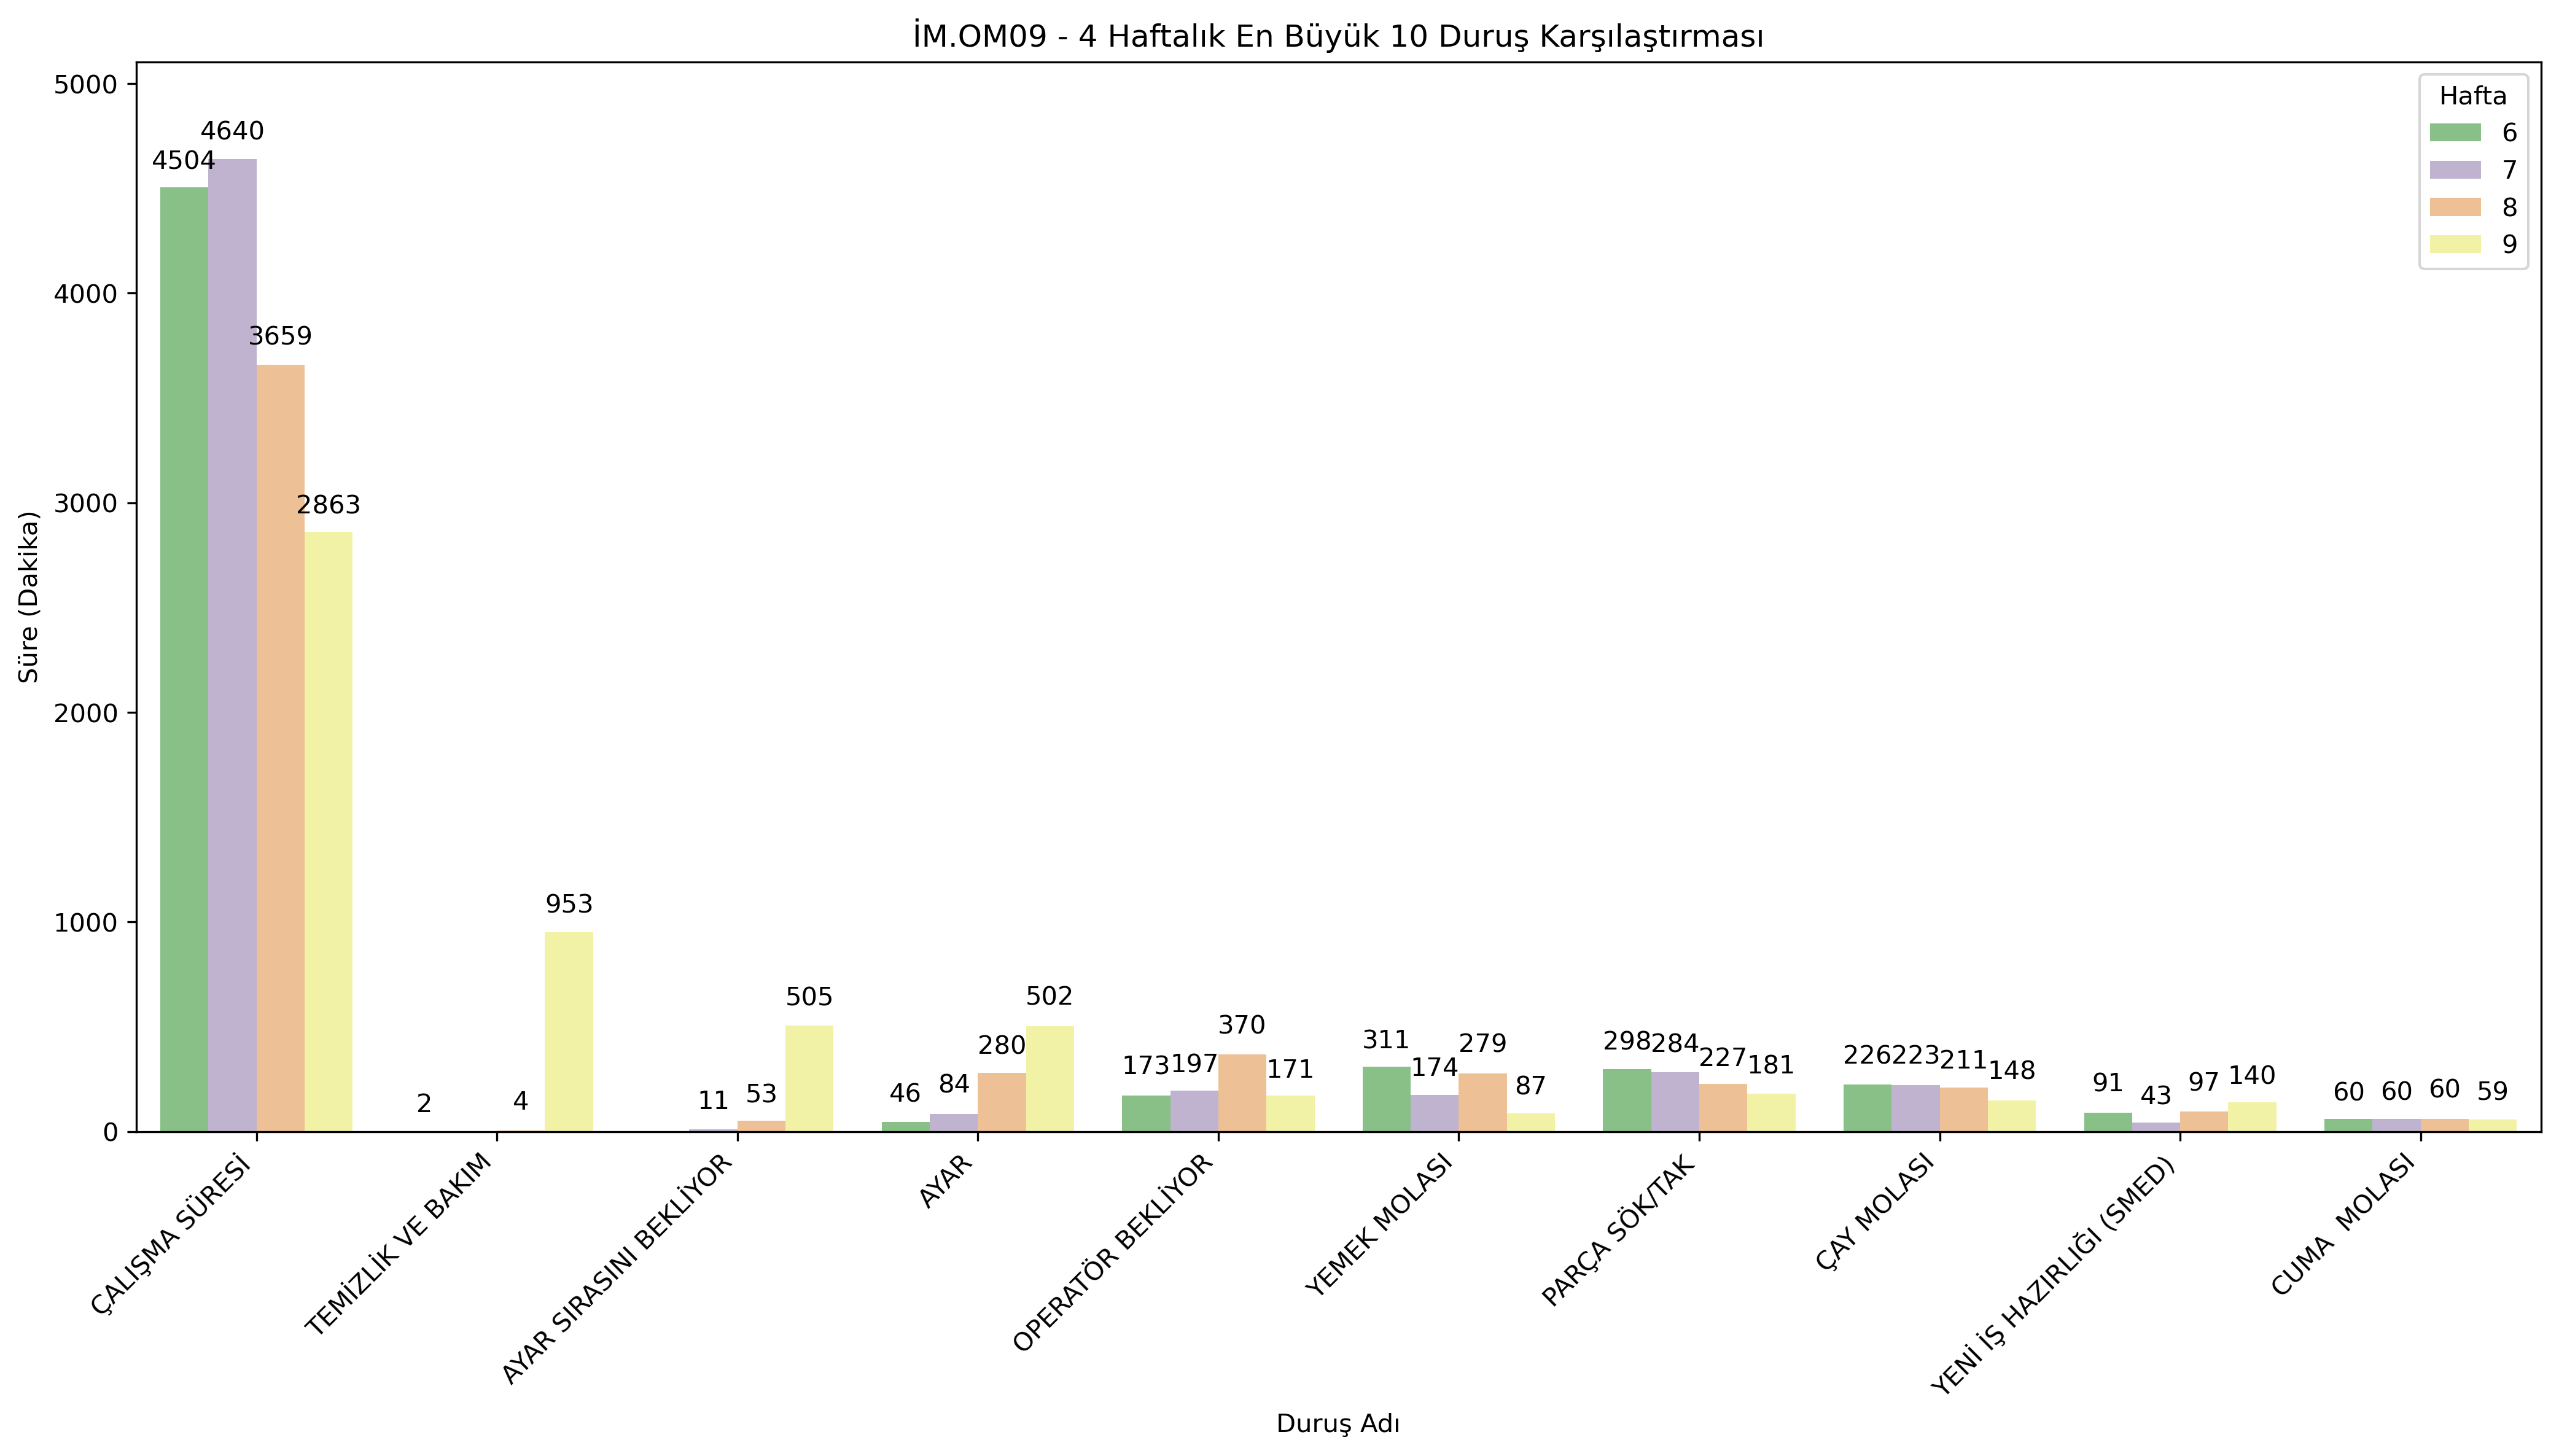 İM.OM09 - 4 Haftalık En Büyük 10 Duruş Karşılaştırması
Süre (Dakika)
5000
4000
3000
2000
1000
0
Hafta
6
7
8
9
4504 4640 3659 2863
2 4 953
11 53 505
46 84 280 502
173 197 370 171
311 174 279 87
298 284 227 181
226 223 211 148
91 43 97 140
60 60 60 59
ÇALIŞMA SÜRESİ
TEMİZLİK VE BAKIM
AYAR SIRASINI BEKLİYOR
AYAR
OPERATÖR BEKLİYOR
YEMEK MOLASI
PARÇA SÖK/TAK
ÇAY MOLASI
YENİ İŞ HAZIRLIĞI (SMED)
CUMA  MOLASI
Duruş Adı